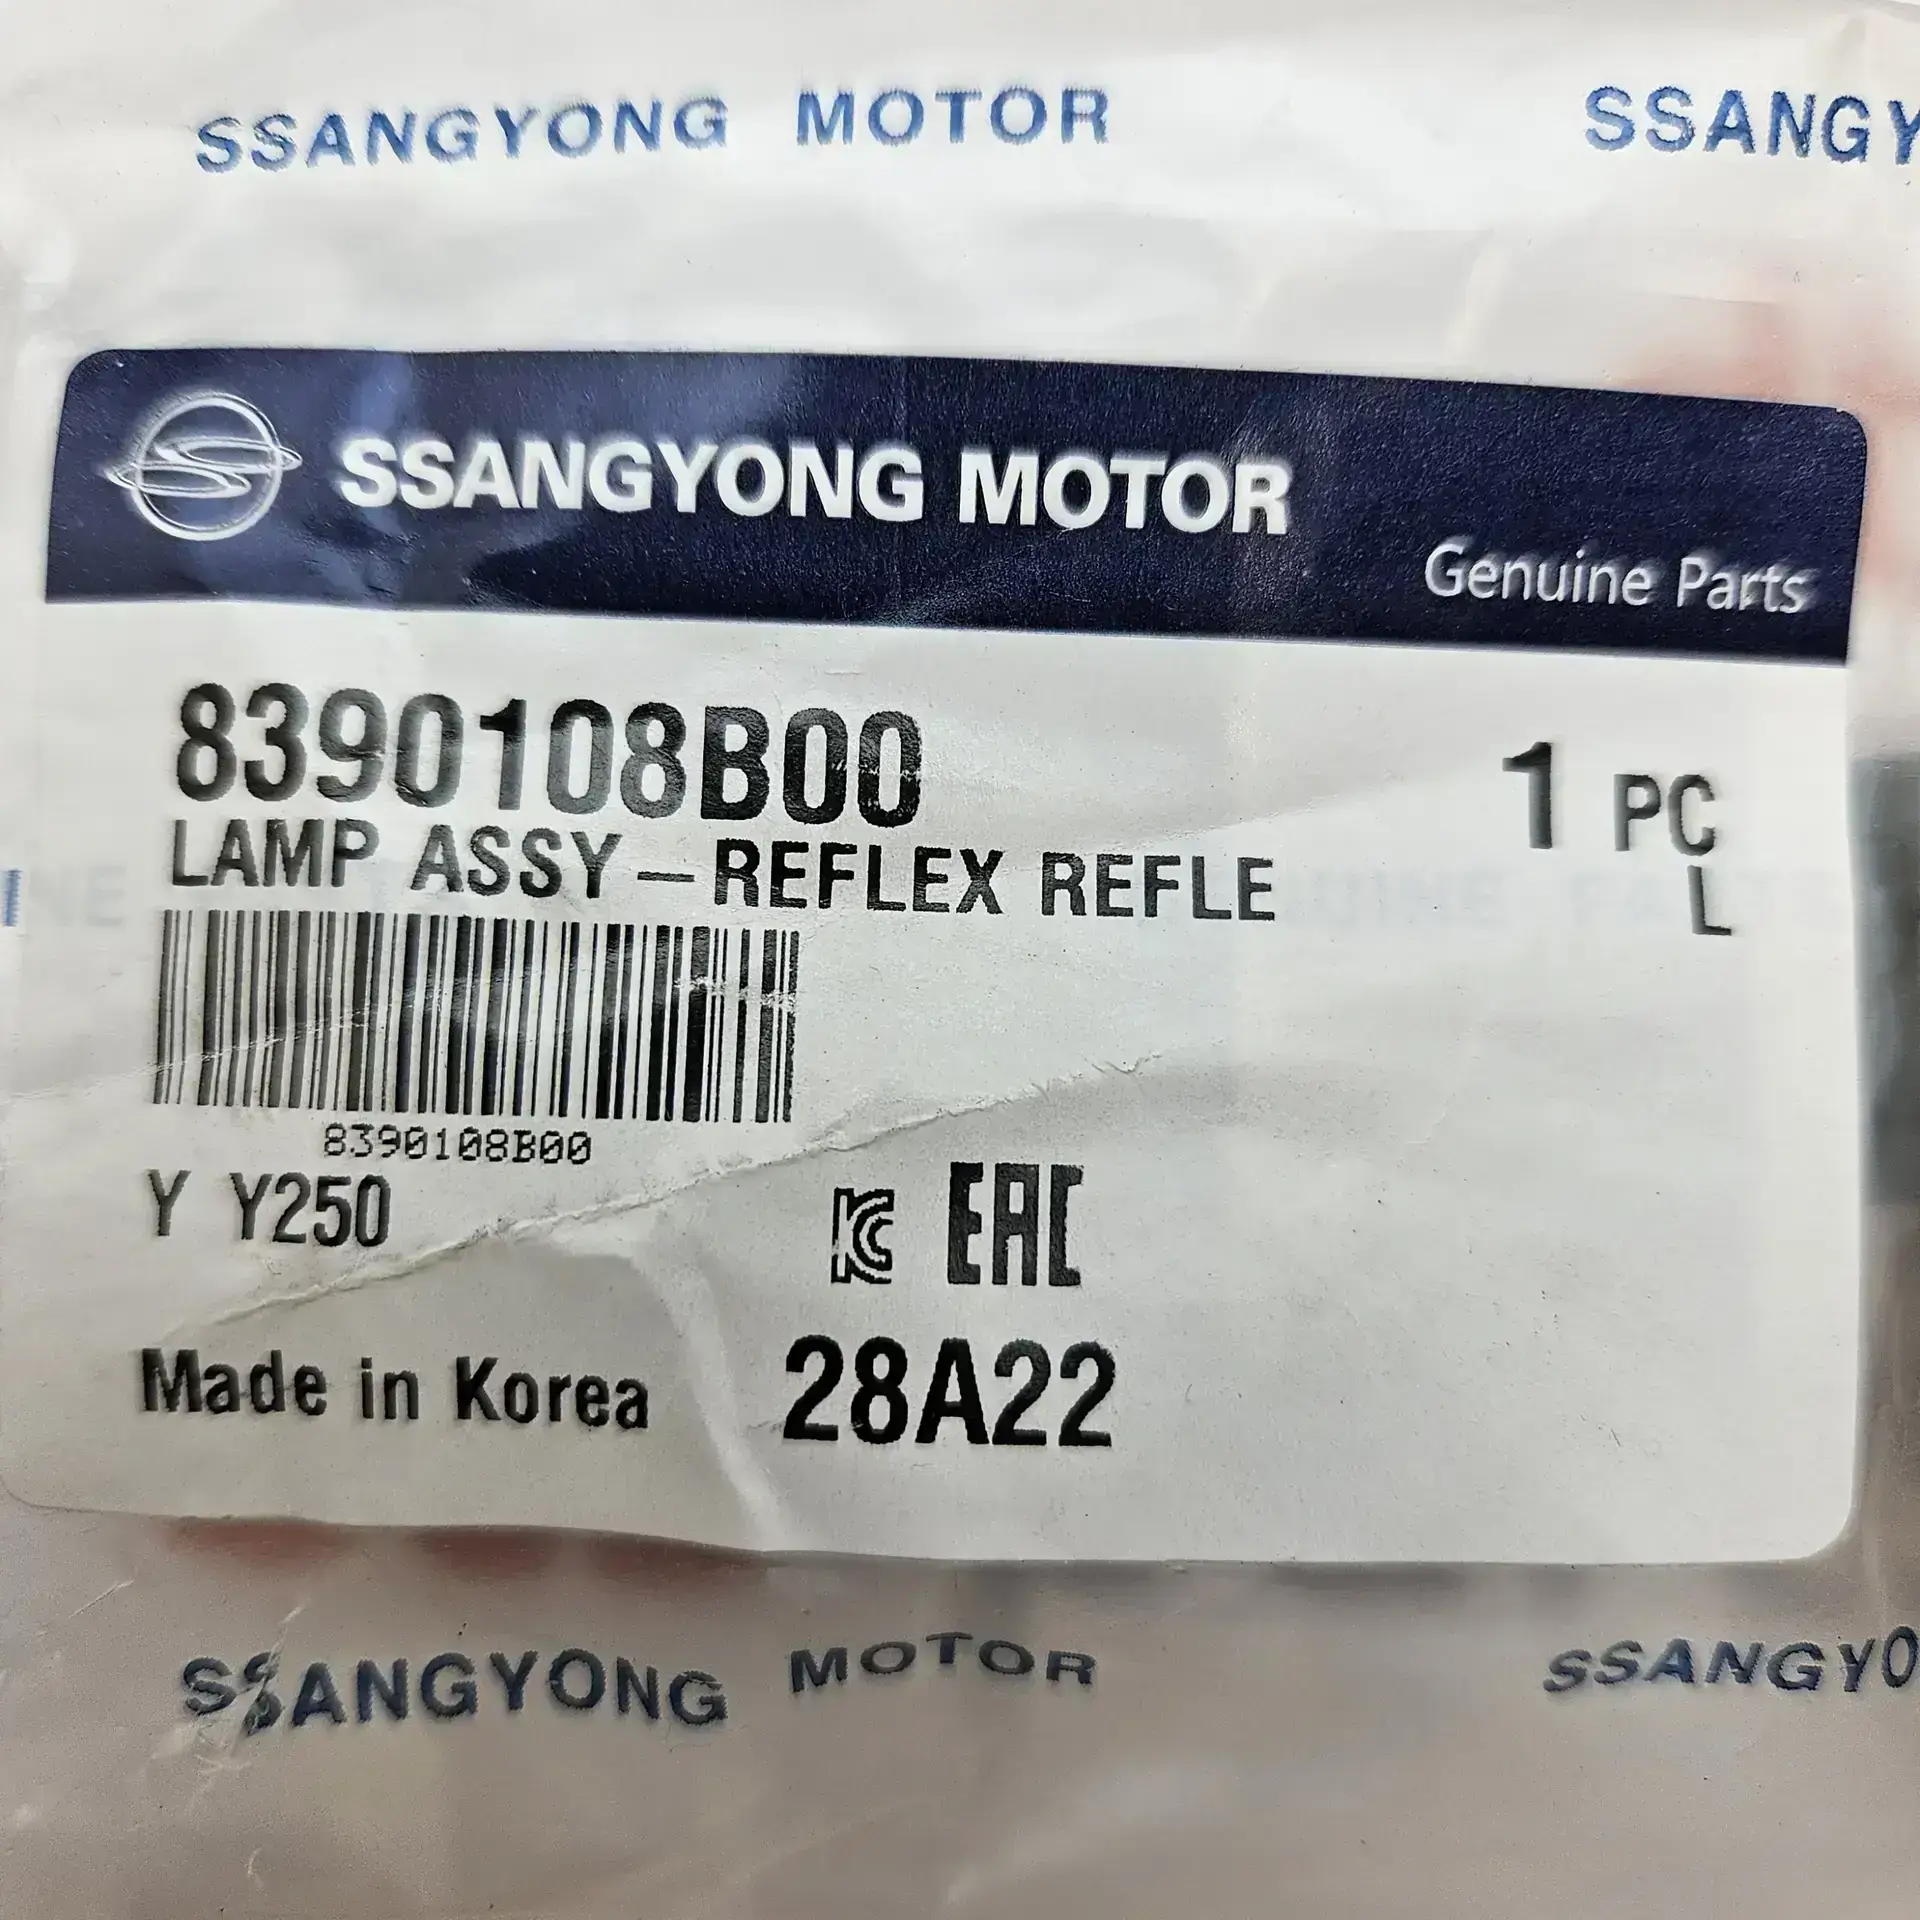 SSANGYONG MOTOR SSANGY
SSANGYONG MOTOR
Genuine Parts
8390108B00 1 PC
LAMP ASSY-REFLEX REFLE L
8390108B00
Y Y250
EAC
Made in Korea 28A22
SSANGYONG MOTOR SSANGYO